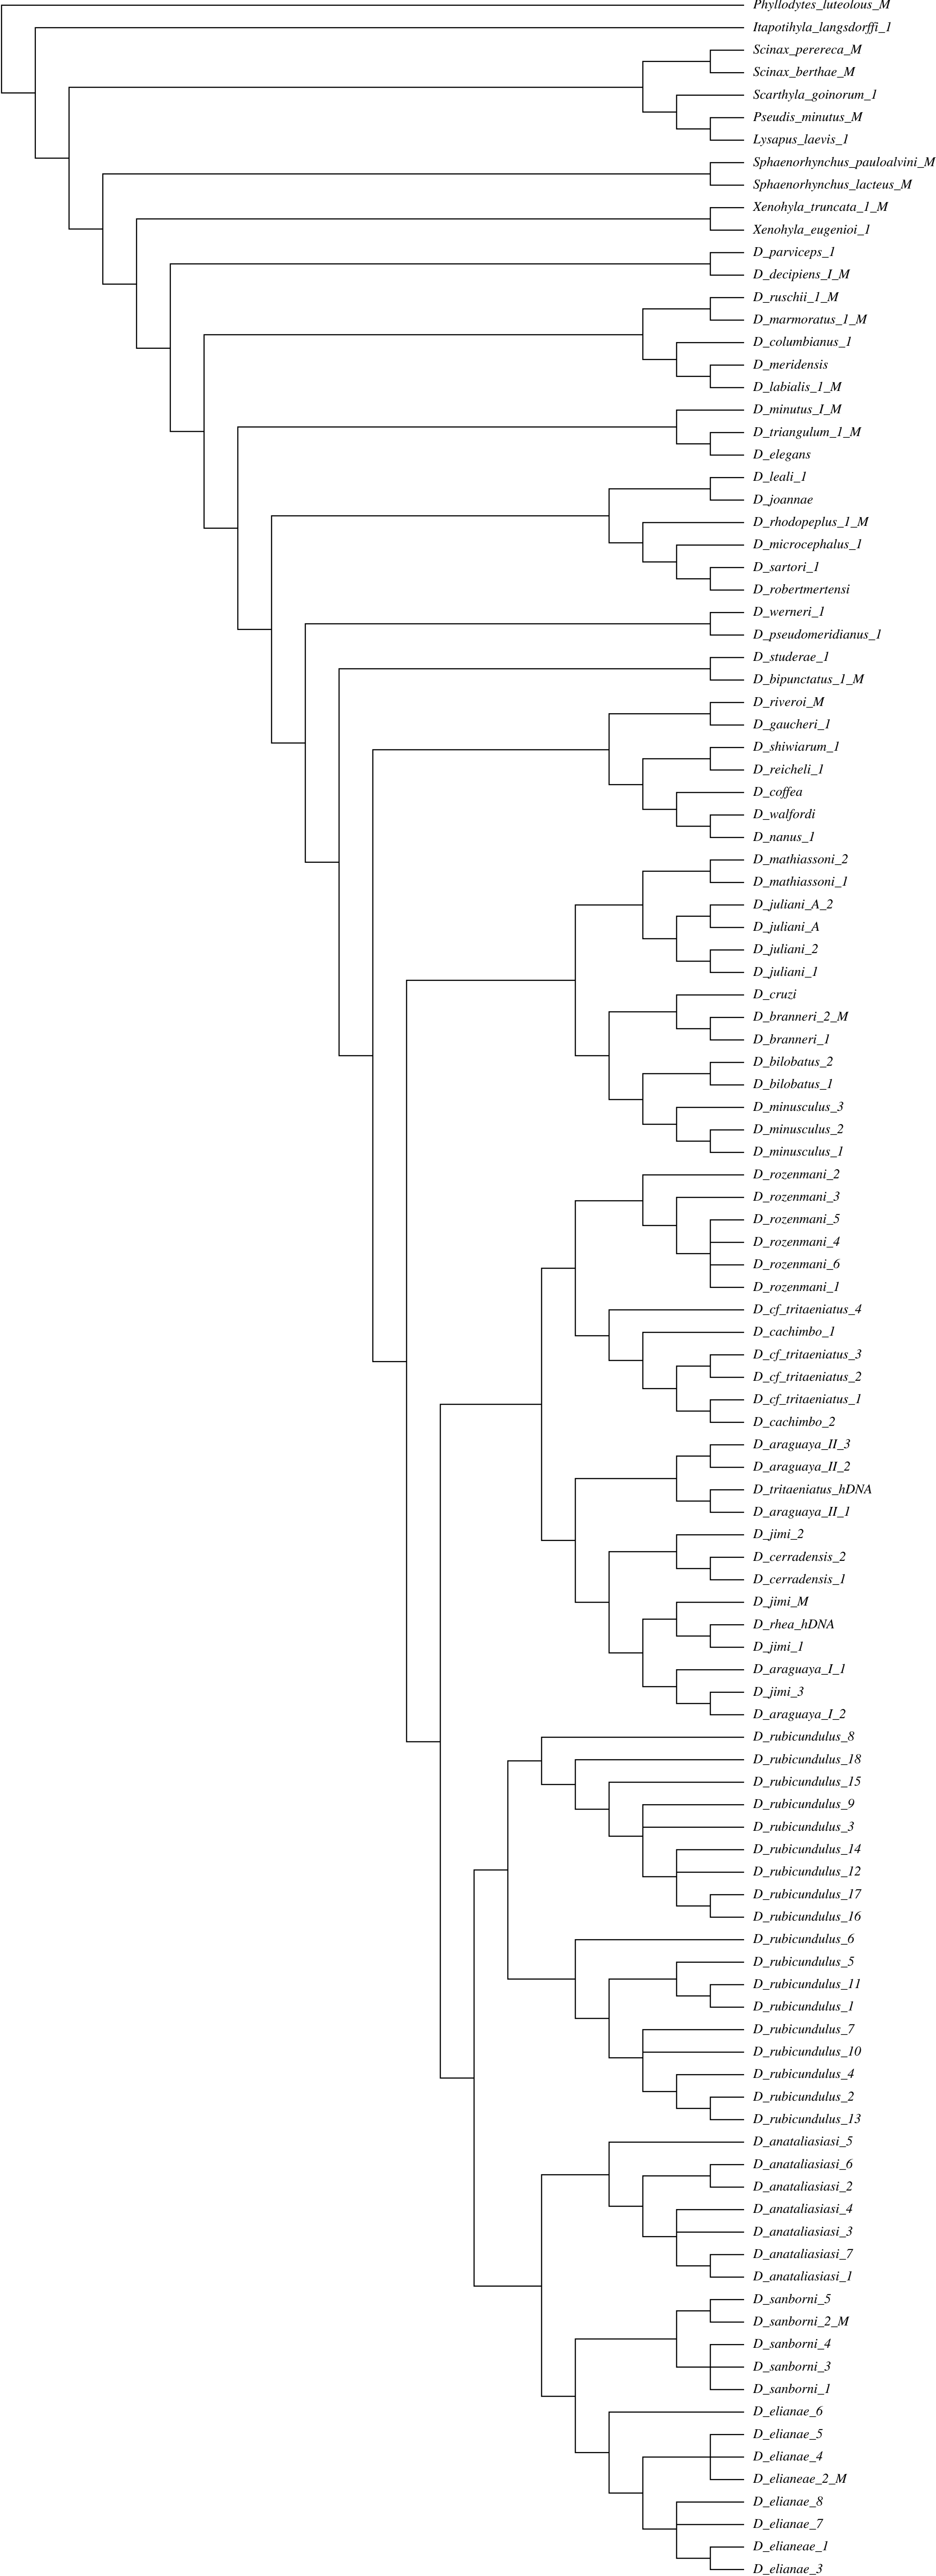 Phyllodytes_luteolous_M
Itapotihyla_langsdorffi_1
Scinax_perereca_M
Scinax_berthae_M
Scarthyla_goinorum_1
Pseudis_minutus_M
Lysapus_laevis_1
Sphaenorhynchus_pauloalvini_M
Sphaenorhynchus_lacteus_M
Xenohyla_truncata_1_M
Xenohyla_eugenioi_1
D_parviceps_1
D_decipiens_I_M
D_ruschii_1_M
D_marmoratus_1_M
D_columbianus_1
D_meridensis
D_labialis_1_M
D_minutus_I_M
D_triangulum_1_M
D_elegans
D_leali_1
D_joannae
D_rhodopeplus_1_M
D_microcephalus_1
D_sartori_1
D_robertmertensi
D_werneri_1
D_pseudomeridianus_1
D_studerae_1
D_bipunctatus_1_M
D_riveroi_M
D_gaucheri_1
D_shiwiarum_1
D_reicheli_1
D_coffea
D_walfordi
D_nanus_1
D_mathiassoni_2
D_mathiassoni_1
D_juliani_A_2
D_juliani_A
D_juliani_2
D_juliani_1
D_cruzi
D_branneri_2_M
D_branneri_1
D_bilobatus_2
D_bilobatus_1
D_minusculus_3
D_minusculus_2
D_minusculus_1
D_rozenmani_2
D_rozenmani_3
D_rozenmani_5
D_rozenmani_4
D_rozenmani_6
D_rozenmani_1
D_cf_tritaeniatus_4
D_cachimbo_1
D_cf_tritaeniatus_3
D_cf_tritaeniatus_2
D_cf_tritaeniatus_1
D_cachimbo_2
D_araguaya_II_3
D_araguaya_II_2
D_tritaeniatus_hDNA
D_araguaya_II_1
D_jimi_2
D_cerradensis_2
D_cerradensis_1
D_jimi_M
D_rhea_hDNA
D_jimi_1
D_araguaya_I_1
D_jimi_3
D_araguaya_I_2
D_rubicundulus_8
D_rubicundulus_18
D_rubicundulus_15
D_rubicundulus_9
D_rubicundulus_3
D_rubicundulus_14
D_rubicundulus_12
D_rubicundulus_17
D_rubicundulus_16
D_rubicundulus_6
D_rubicundulus_5
D_rubicundulus_11
D_rubicundulus_1
D_rubicundulus_7
D_rubicundulus_10
D_rubicundulus_4
D_rubicundulus_2
D_rubicundulus_13
D_anataliasiasi_5
D_anataliasiasi_6
D_anataliasiasi_2
D_anataliasiasi_4
D_anataliasiasi_3
D_anataliasiasi_7
D_anataliasiasi_1
D_sanborni_5
D_sanborni_2_M
D_sanborni_4
D_sanborni_3
D_sanborni_1
D_elianae_6
D_elianae_5
D_elianae_4
D_elianeae_2_M
D_elianae_8
D_elianae_7
D_elianeae_1
D_elianae_3